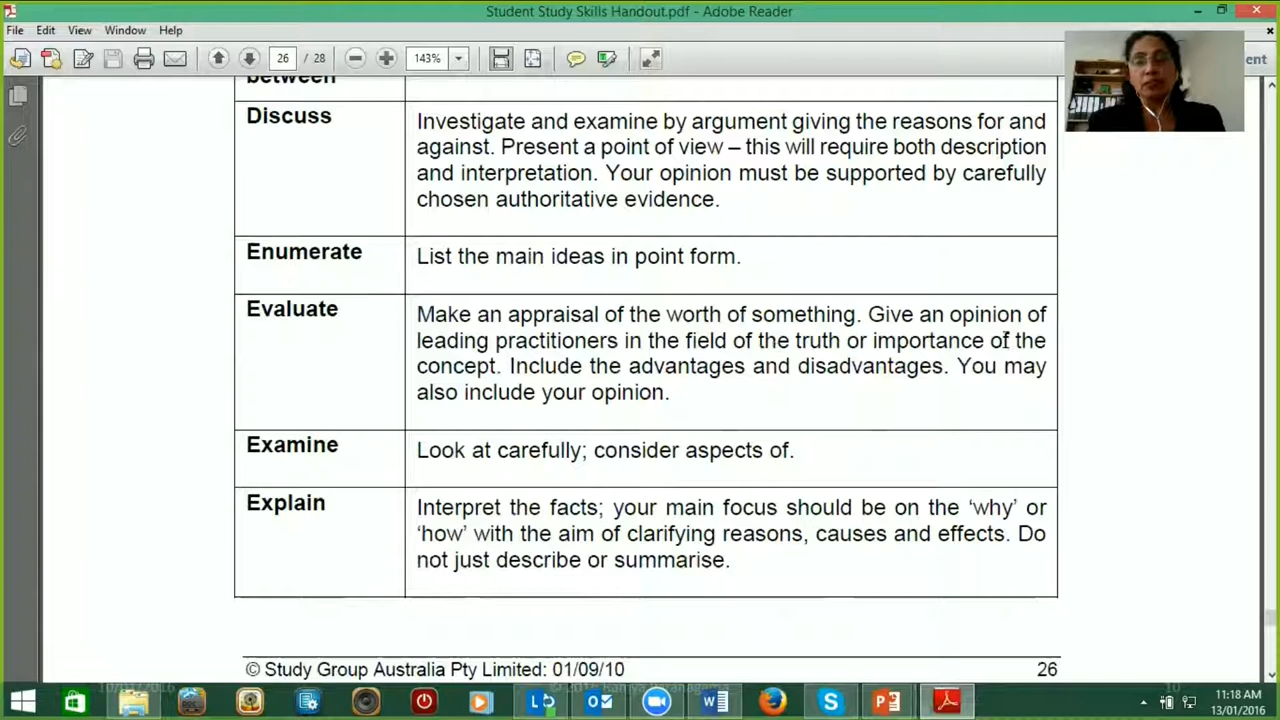 Student Study Skills Handout.pdf - Adobe Reader
File Edit View Window Help
26 / 28 143%
between
Discuss
Investigate and examine by argument giving the reasons for and
against. Present a point of view – this will require both description
and interpretation. Your opinion must be supported by carefully
chosen authoritative evidence.
Enumerate
List the main ideas in point form.
Evaluate
Make an appraisal of the worth of something. Give an opinion of
leading practitioners in the field of the truth or importance of the
concept. Include the advantages and disadvantages. You may
also include your opinion.
Examine
Look at carefully; consider aspects of.
Explain
Interpret the facts; your main focus should be on the ‘why’ or
‘how’ with the aim of clarifying reasons, causes and effects. Do
not just describe or summarise.
© Study Group Australia Pty Limited: 01/09/10 26
11:18 AM
13/01/2016